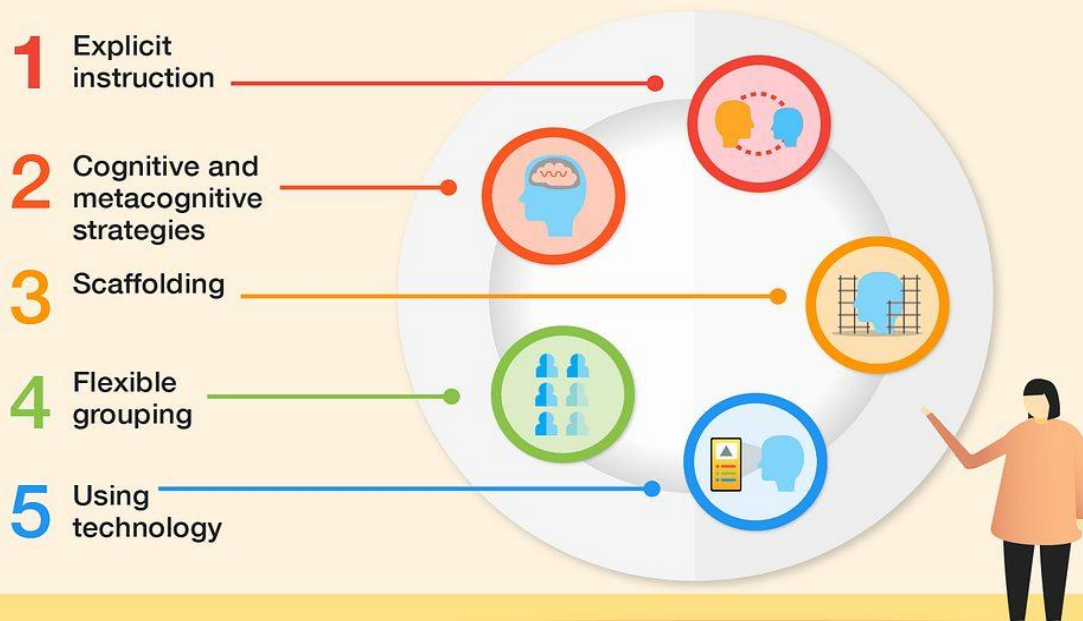 1
Explicit
instruction
2
Cognitive and
metacognitive
strategies
3
Scaffolding
4
Flexible
grouping
5
Using
technology